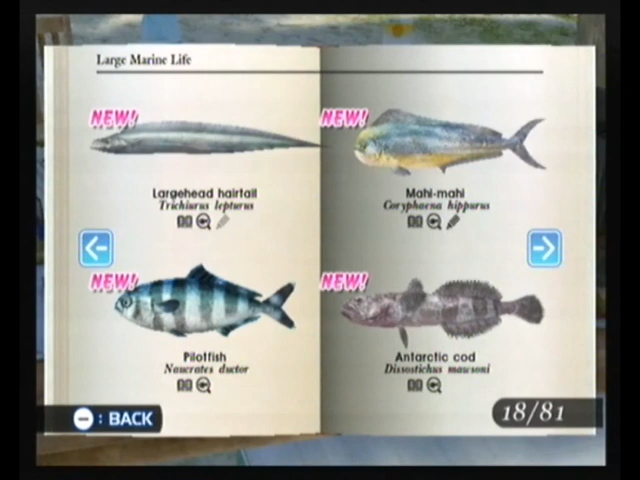 Large Marine Life
NEW!
Largehead hairtail
Trichiurus lepturus
NEW!
Mahi-mahi
Coryphaena hippurus
NEW!
Pilotfish
Naucrates ductor
NEW!
Antarctic cod
Dissostichus mawsoni
- : BACK
18/81